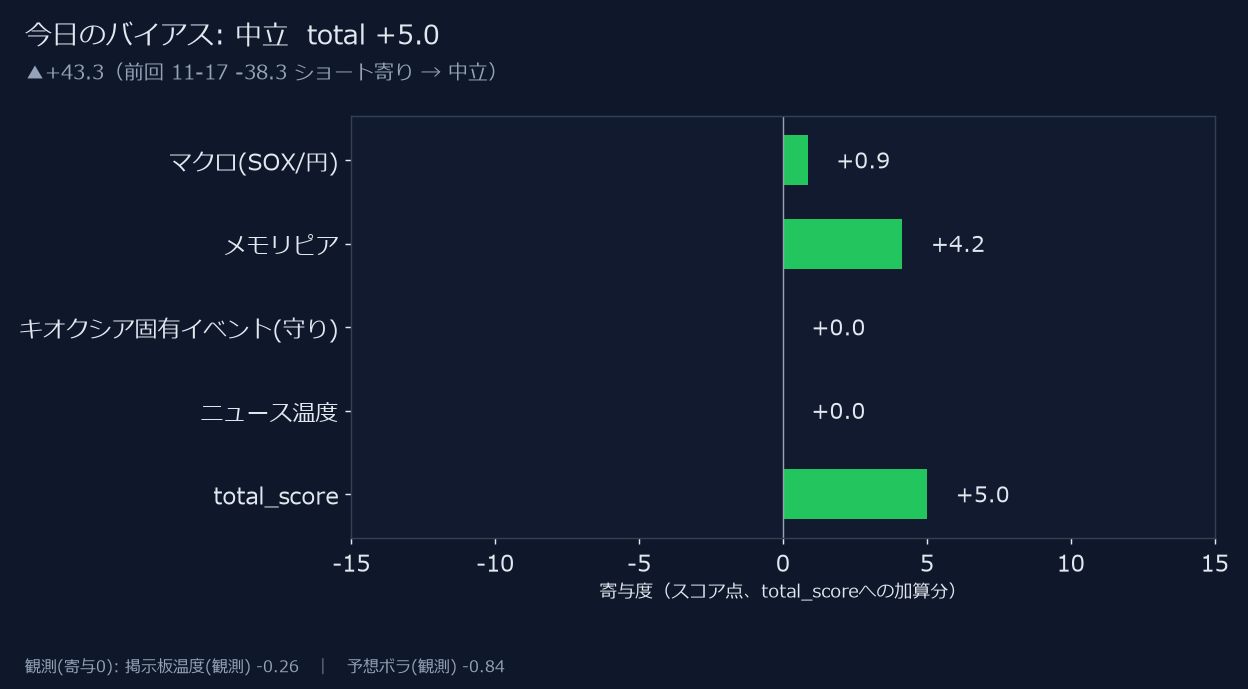 今日のバイアス: 中立  total +5.0
▲+43.3（前回 11-17 -38.3 ショート寄り → 中立）
マクロ(SOX/円)
+0.9
メモリピア
+4.2
キオクシア固有イベント(守り)
+0.0
ニュース温度
+0.0
total_score
+5.0
-15 -10 -5 0 5 10 15
寄与度（スコア点、total_scoreへの加算分）
観測(寄与0): 掲示板温度(観測) -0.26 | 予想ボラ(観測) -0.84